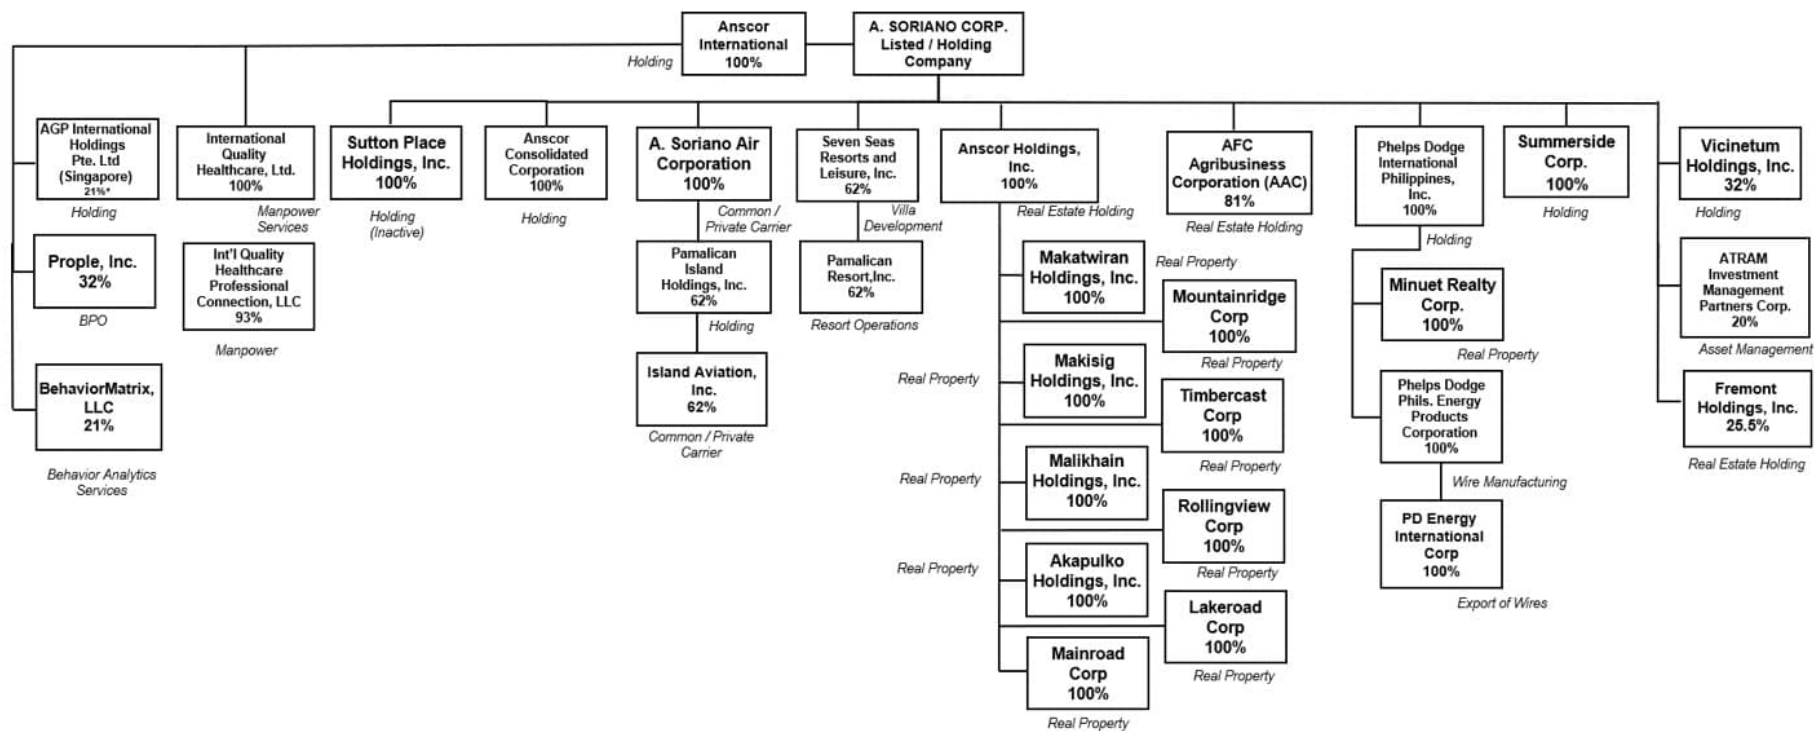 Anscor
International
100%
Holding
A. SORIANO CORP.
Listed / Holding
Company
AGP International
Holdings
Pte. Ltd
(Singapore)
21%*
Holding
International
Quality
Healthcare, Ltd.
100%
Manpower
Services
Sutton Place
Holdings, Inc.
100%
Holding
(Inactive)
Anscor
Consolidated
Corporation
100%
Holding
A. Soriano Air
Corporation
100%
Common /
Private Carrier
Seven Seas
Resorts and
Leisure, Inc.
62%
Villa
Development
Anscor Holdings,
Inc.
100%
Real Estate Holding
AFC
Agribusiness
Corporation (AAC)
81%
Real Estate Holding
Phelps Dodge
International
Philippines,
Inc.
100%
Holding
Summerside
Corp.
100%
Holding
Vicinetum
Holdings, Inc.
32%
Holding
Prople, Inc.
32%
BPO
Int'l Quality
Healthcare
Professional
Connection, LLC
93%
Manpower
Pamalican
Island
Holdings, Inc.
62%
Holding
Pamalican
Resort,Inc.
62%
Resort Operations
Makatwiran
Holdings, Inc.
100%
Real Property
Mountainridge
Corp
100%
Real Property
Minuet Realty
Corp.
100%
Real Property
ATRAM
Investment
Management
Partners Corp.
20%
Asset Management
BehaviorMatrix,
LLC
21%
Behavior Analytics
Services
Island Aviation,
Inc.
62%
Common / Private
Carrier
Real Property
Makisig
Holdings, Inc.
100%
Timbercast
Corp
100%
Real Property
Phelps Dodge
Phils. Energy
Products
Corporation
100%
Wire Manufacturing
Fremont
Holdings, Inc.
25.5%
Real Estate Holding
Real Property
Malikhain
Holdings, Inc.
100%
Rollingview
Corp
100%
Real Property
PD Energy
International
Corp
100%
Export of Wires
Real Property
Akapulko
Holdings, Inc.
100%
Lakeroad
Corp
100%
Real Property
Mainroad
Corp
100%
Real Property